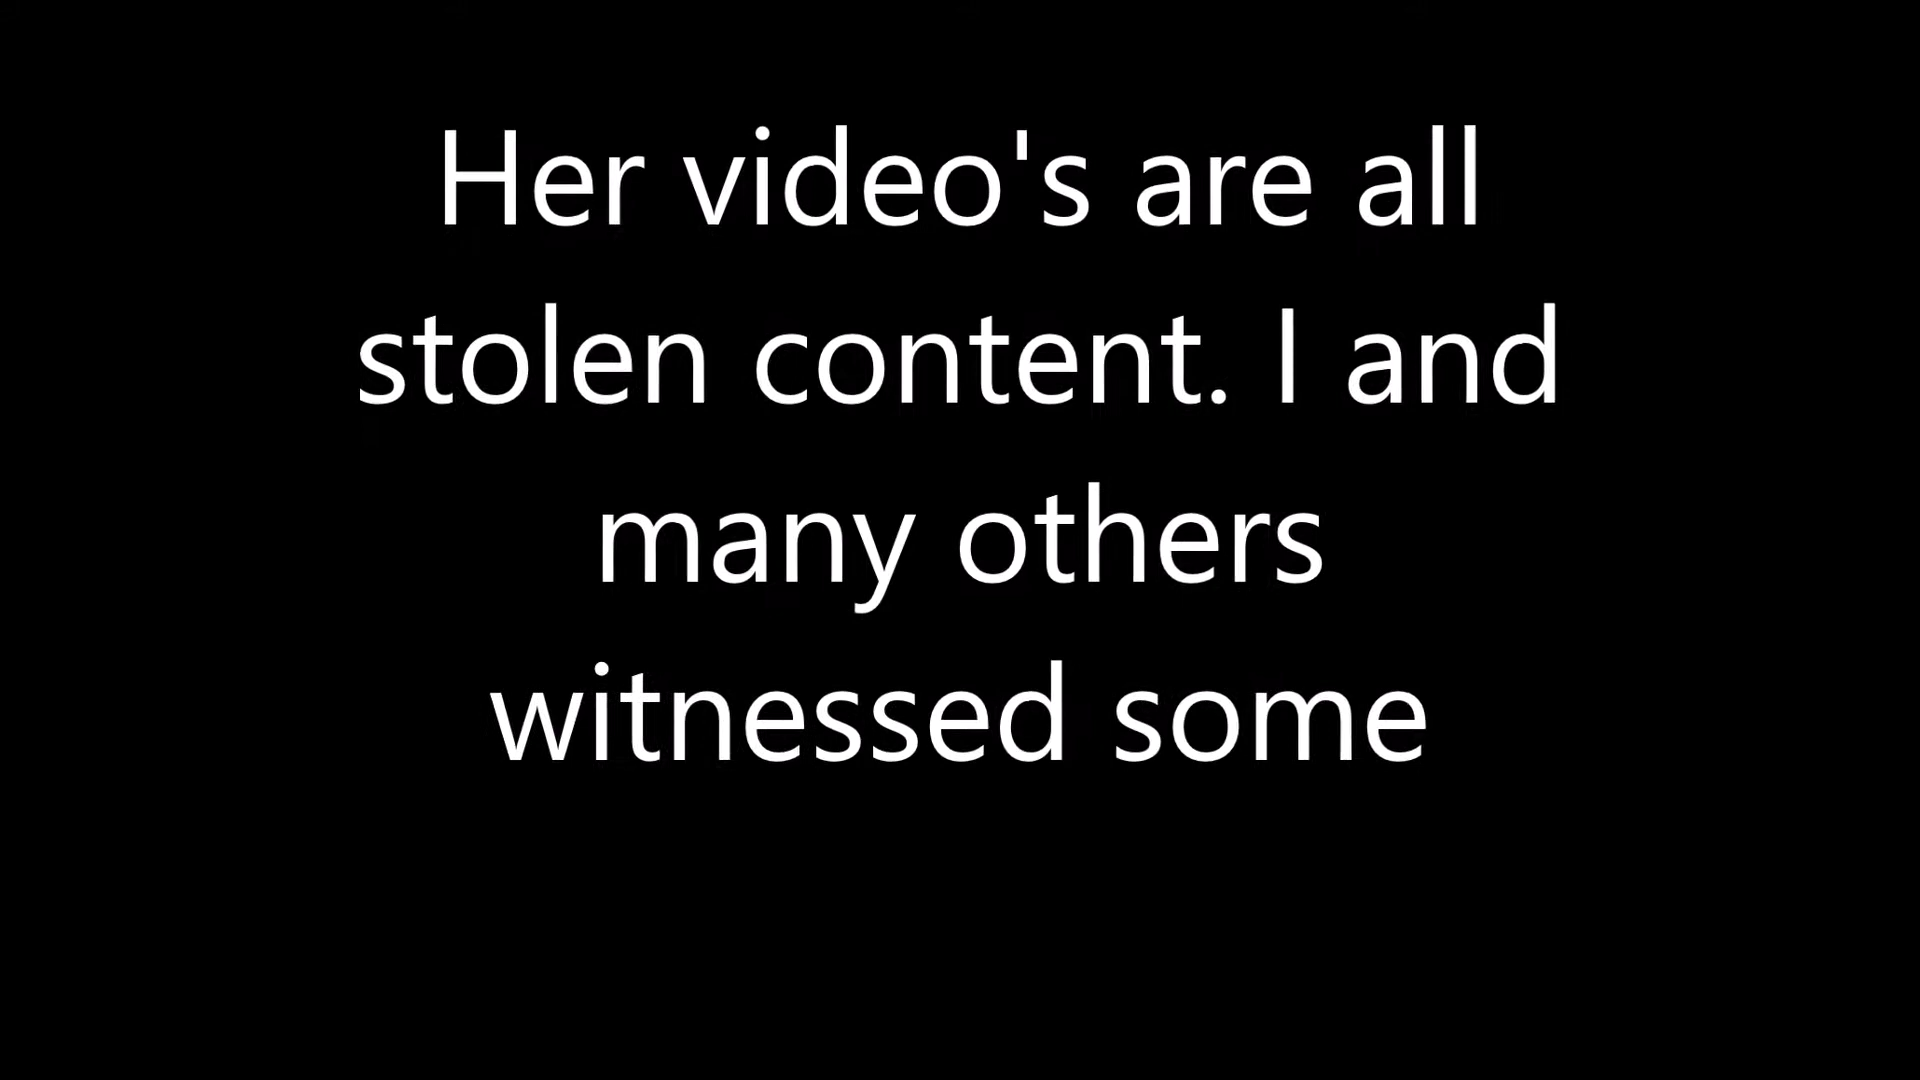 Her video's are all
stolen content. I and
many others
witnessed some